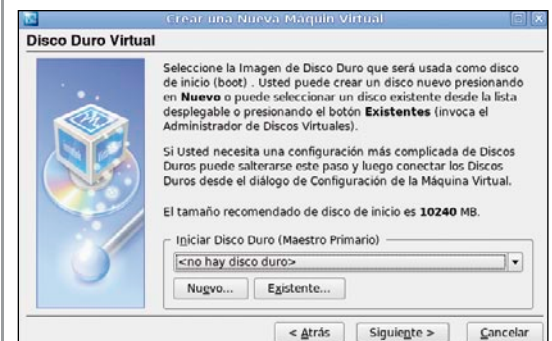 Crear una Nueva Máquin Virtual
Disco Duro Virtual
Seleccione la Imagen de Disco Duro que será usada como disco
de inicio (boot) . Usted puede crear un disco nuevo presionando
en Nuevo o puede seleccionar un disco existente desde la lista
desplegable o presionando el botón Existentes (invoca el
Administrador de Discos Virtuales).
Si Usted necesita una configuración más complicada de Discos
Duros puede salterarse este paso y luego conectar los Discos
Duros desde el diálogo de Configuración de la Máquina Virtual.
El tamaño recomendado de disco de inicio es 10240 MB.
Iniciar Disco Duro (Maestro Primario)
<no hay disco duro>
Nuevo... Existente...
< Atrás Siguiente > Cancelar